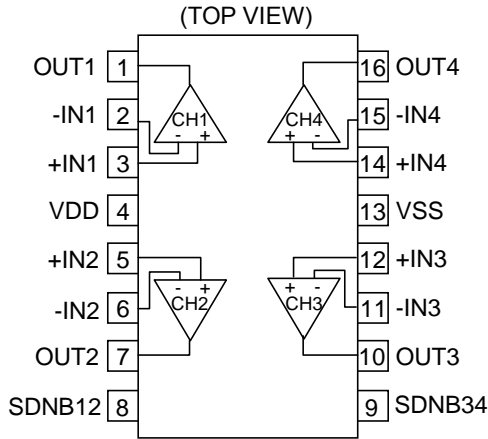 (TOP VIEW)
OUT1 1 16 OUT4
-IN1 2 CH1 CH4 15 -IN4
- + + -
+IN1 3 14 +IN4
VDD 4 13 VSS
+IN2 5 12 +IN3
- + + -
-IN2 6 CH2 CH3 11 -IN3
OUT2 7 10 OUT3
SDNB12 8 9 SDNB34